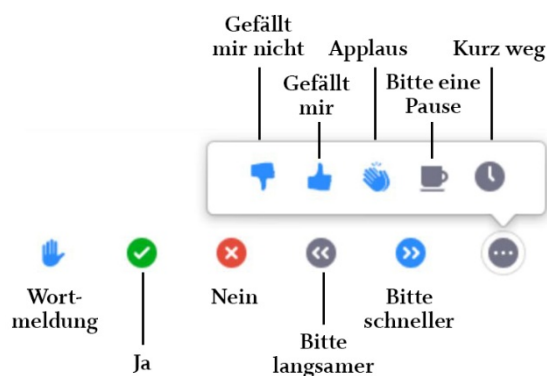 Gefällt
mir nicht
Applaus
Kurz weg
Gefällt
mir
Bitte eine
Pause
Wort-
meldung
Ja
Nein
Bitte
langsamer
Bitte
schneller